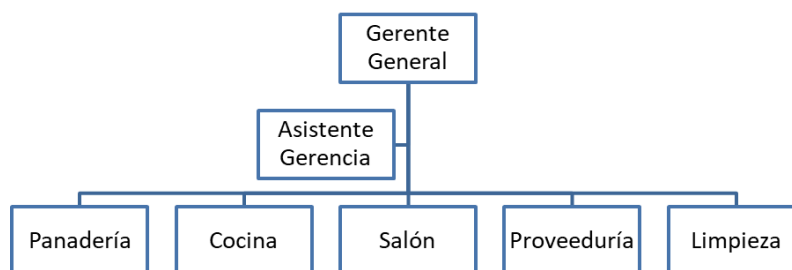 Gerente
General
Asistente
Gerencia
Panadería
Cocina
Salón
Proveeduría
Limpieza